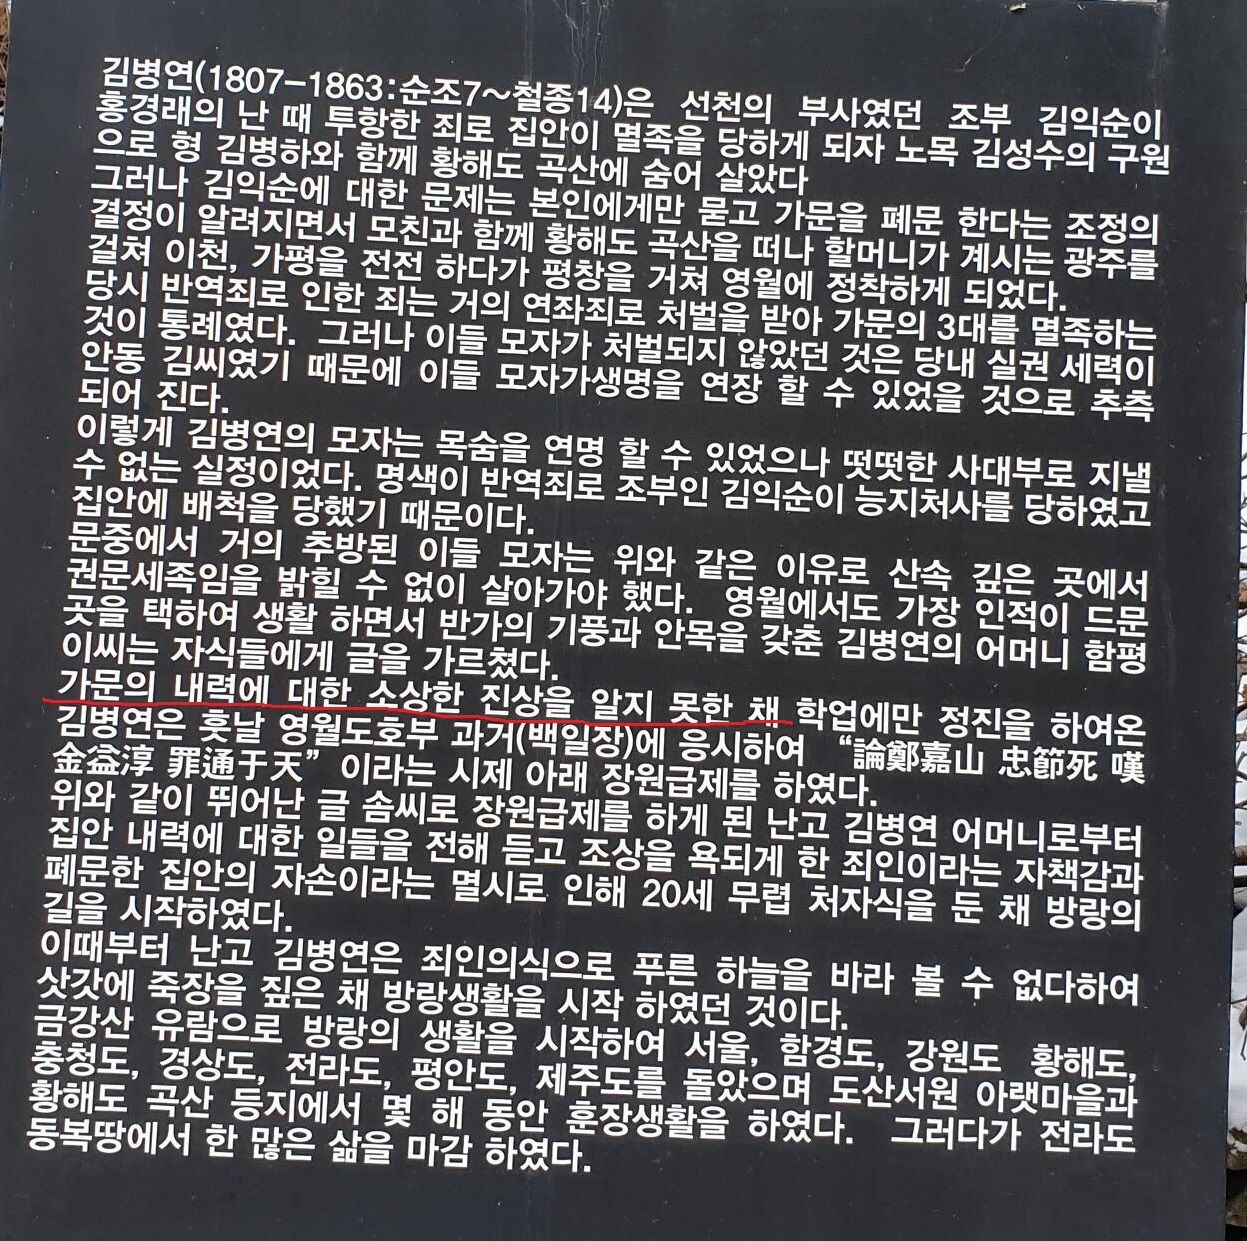 김병연(1807-1863:순조7~철종14)은 선천의 부사였던 조부 김익순이
홍경래의 난 때 투항한 죄로 집안이 멸족을 당하게 되자 노목 김성수의 구원
으로 형 김병하와 함께 황해도 곡산에 숨어 살았다
그러나 김익순에 대한 문제는 본인에게만 묻고 가문을 폐문 한다는 조정의
결정이 알려지면서 모친과 함께 황해도 곡산을 떠나 할머니가 계시는 광주를
걸쳐 이천, 가평을 전전 하다가 평창을 거쳐 영월에 정착하게 되었다.
당시 반역죄로 인한 죄는 거의 연좌죄로 처벌을 받아 가문의 3대를 멸족하는
것이 통례였다. 그러나 이들 모자가 처벌되지 않았던 것은 당내 실권 세력이
안동 김씨였기 때문에 이들 모자가생명을 연장 할 수 있었을 것으로 추측
되어 진다.
이렇게 김병연의 모자는 목숨을 연명 할 수 있었으나 떳떳한 사대부로 지낼
수 없는 실정이었다. 명색이 반역죄로 조부인 김익순이 능지처사를 당하였고
집안에 배척을 당했기 때문이다.
문중에서 거의 추방된 이들 모자는 위와 같은 이유로 산속 깊은 곳에서
권문세족임을 밝힐 수 없이 살아가야 했다. 영월에서도 가장 인적이 드문
곳을 택하여 생활 하면서 반가의 기풍과 안목을 갖춘 김병연의 어머니 함평
이씨는 자식들에게 글을 가르쳤다.
가문의 내력에 대한 소상한 진상을 알지 못한 채 학업에만 정진을 하여온
김병연은 훗날 영월도호부 과거(백일장)에 응시하여 “論鄭嘉山 忠節死 嘆
金益淳 罪通于天” 이라는 시제 아래 장원급제를 하였다.
위와 같이 뛰어난 글 솜씨로 장원급제를 하게 된 난고 김병연 어머니로부터
집안 내력에 대한 일들을 전해 듣고 조상을 욕되게 한 죄인이라는 자책감과
폐문한 집안의 자손이라는 멸시로 인해 20세 무렵 처자식을 둔 채 방랑의
길을 시작하였다.
이때부터 난고 김병연은 죄인의식으로 푸른 하늘을 바라 볼 수 없다하여
삿갓에 죽장을 짚은 채 방랑생활을 시작 하였던 것이다.
금강산 유람으로 방랑의 생활을 시작하여 서울, 함경도, 강원도 황해도,
충청도, 경상도, 전라도, 평안도, 제주도를 돌았으며 도산서원 아랫마을과
황해도 곡산 등지에서 몇 해 동안 훈장생활을 하였다. 그러다가 전라도
동복땅에서 한 많은 삶을 마감 하였다.